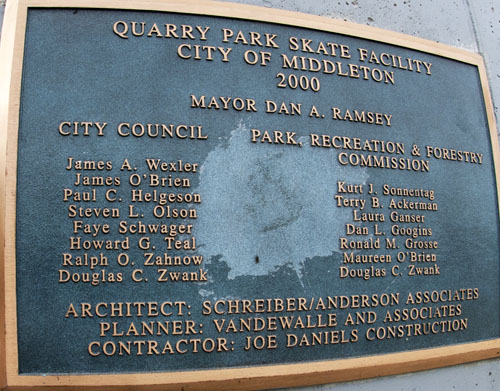 QUARRY PARK SKATE FACILITY
CITY OF MIDDLETON
2000
MAYOR DAN A. RAMSEY
CITY COUNCIL
James A. Wexler
James O'Brien
Paul C. Helgeson
Steven L. Olson
Faye Schwager
Howard G. Teal
Ralph O. Zahnow
Douglas C. Zwank
PARK, RECREATION & FORESTRY
COMMISSION
Kurt J. Sonnentag
Terry B. Ackerman
Laura Ganser
Dan L. Googins
Ronald M. Grosse
Maureen O'Brien
Douglas C. Zwank
ARCHITECT: SCHREIBER/ANDERSON ASSOCIATES
PLANNER: VANDEWALLE AND ASSOCIATES
CONTRACTOR: JOE DANIELS CONSTRUCTION